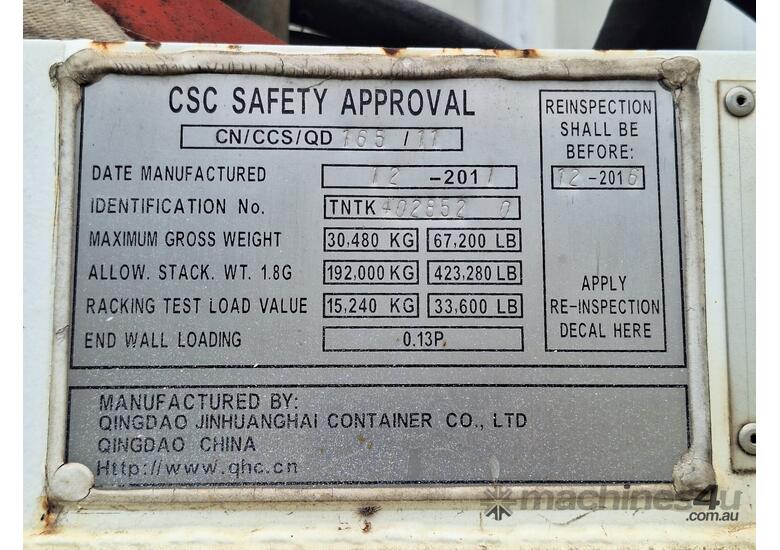 CSC SAFETY APPROVAL
CN/CCS/QD 165 / 11
DATE MANUFACTURED 12 -2011
IDENTIFICATION No. TNTK 402852 0
MAXIMUM GROSS WEIGHT 30,480 KG 67,200 LB
ALLOW. STACK. WT. 1.8G 192,000 KG 423,280 LB
RACKING TEST LOAD VALUE 15,240 KG 33,600 LB
END WALL LOADING 0.13P
REINSPECTION
SHALL BE
BEFORE:
12 -2016
APPLY
RE-INSPECTION
DECAL HERE
MANUFACTURED BY:
QINGDAO JINHUANGHAI CONTAINER CO., LTD
QINGDAO CHINA
Http://www.qhc.cn
machines4u
.com.au